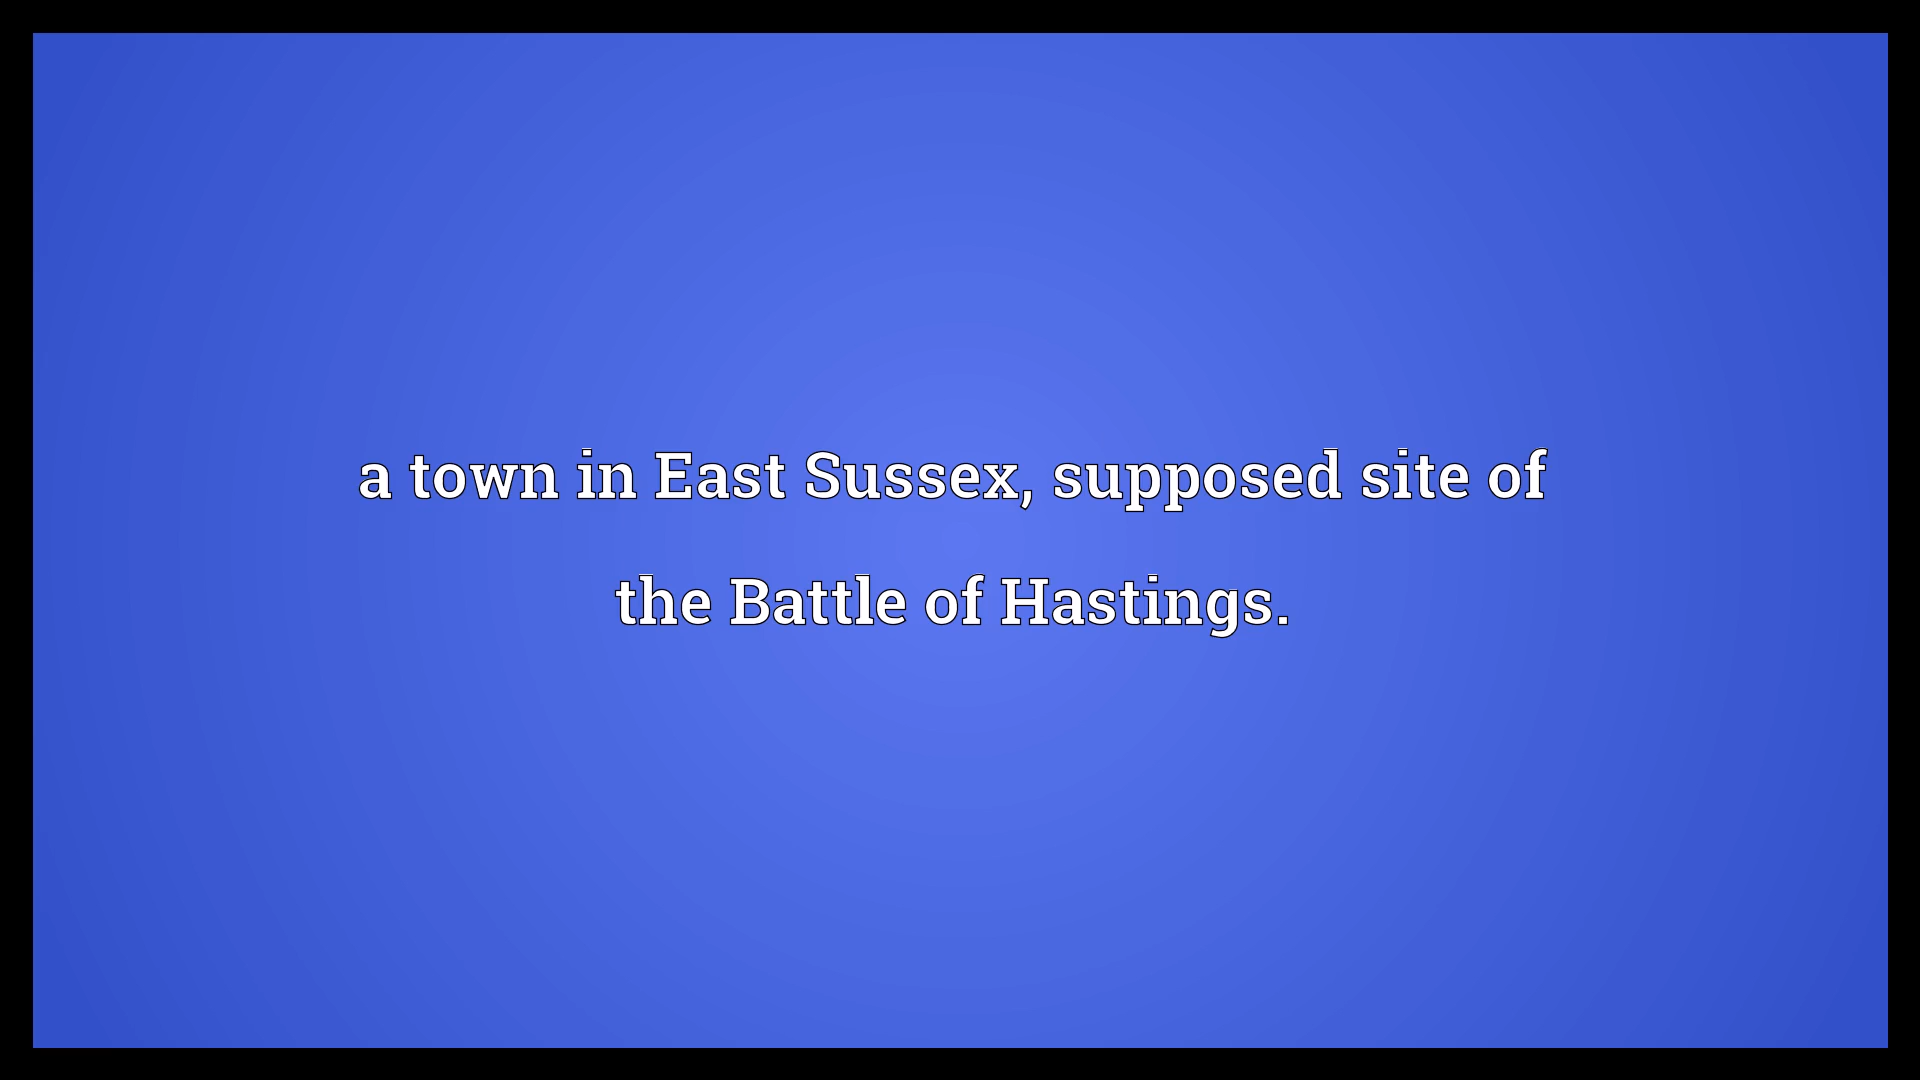 a town in East Sussex, supposed site of
the Battle of Hastings.